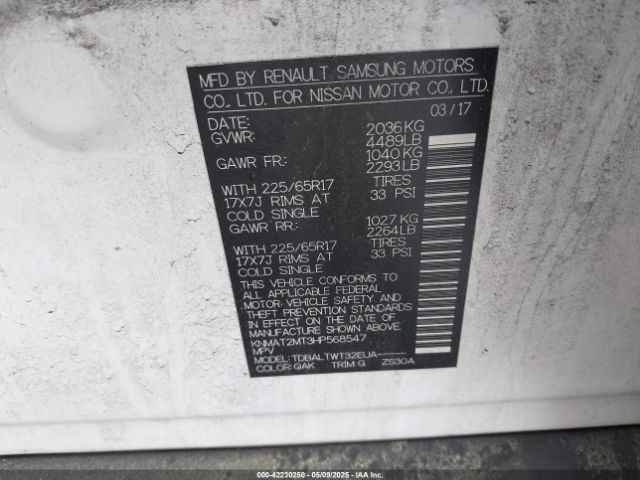 MFD BY RENAULT SAMSUNG MOTORS
CO., LTD. FOR NISSAN MOTOR CO., LTD.
03/17
DATE:
GVWR: 2036KG
4489LB
GAWR FR: 1040 KG
2293LB
WITH 225/65R17 TIRES
17X7J RIMS AT 33 PSI
COLD SINGLE
GAWR RR: 1027 KG
2264LB
WITH 225/65R17 TIRES
17X7J RIMS AT 33 PSI
COLD SINGLE
THIS VEHICLE CONFORMS TO
ALL APPLICABLE FEDERAL
MOTOR VEHICLE SAFETY AND
THEFT PREVENTION STANDARDS
IN EFFECT ON THE DATE OF
MANUFACTURE SHOWN ABOVE.
KNMAT2MT3HP568547
MPV
MODEL: TDBALTWT32EUA-------
COLOR: QAK TRIM: G ZS30A
000-42230250 - 05/09/2025 - IAA Inc.